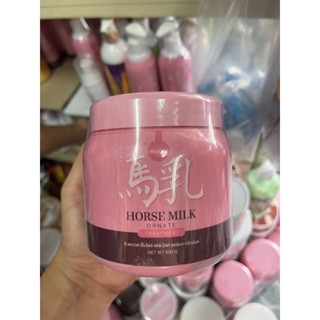 馬乳
HORSE MILK
ORNATE
TREATMENT
NET WT 500 G